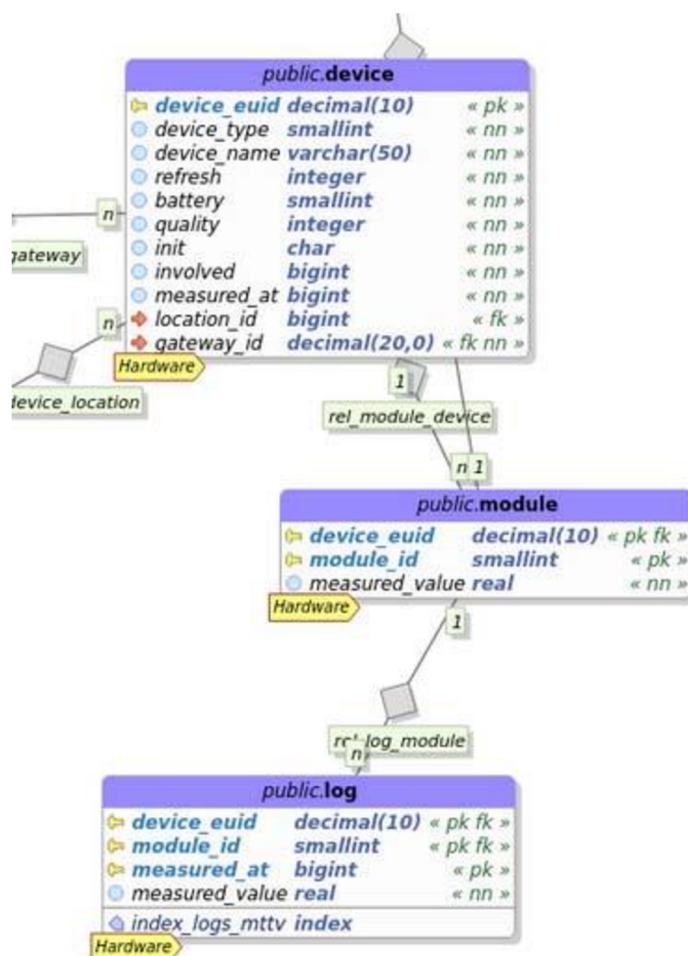 public.device
device_euid decimal(10) « pk »
device_type smallint « nn »
device_name varchar(50) « nn »
refresh integer « nn »
battery smallint « nn »
quality integer « nn »
init char « nn »
involved bigint « nn »
measured_at bigint « nn »
location_id bigint « fk »
gateway_id decimal(20,0) « fk nn »
Hardware
n
gateway
n
device_location
1
rel_module_device
n 1
public.module
device_euid decimal(10) « pk fk »
module_id smallint « pk »
measured_value real « nn »
Hardware
1
rel_log_module
n
public.log
device_euid decimal(10) « pk fk »
module_id smallint « pk fk »
measured_at bigint « pk »
measured_value real « nn »
index_logs_mttv index
Hardware